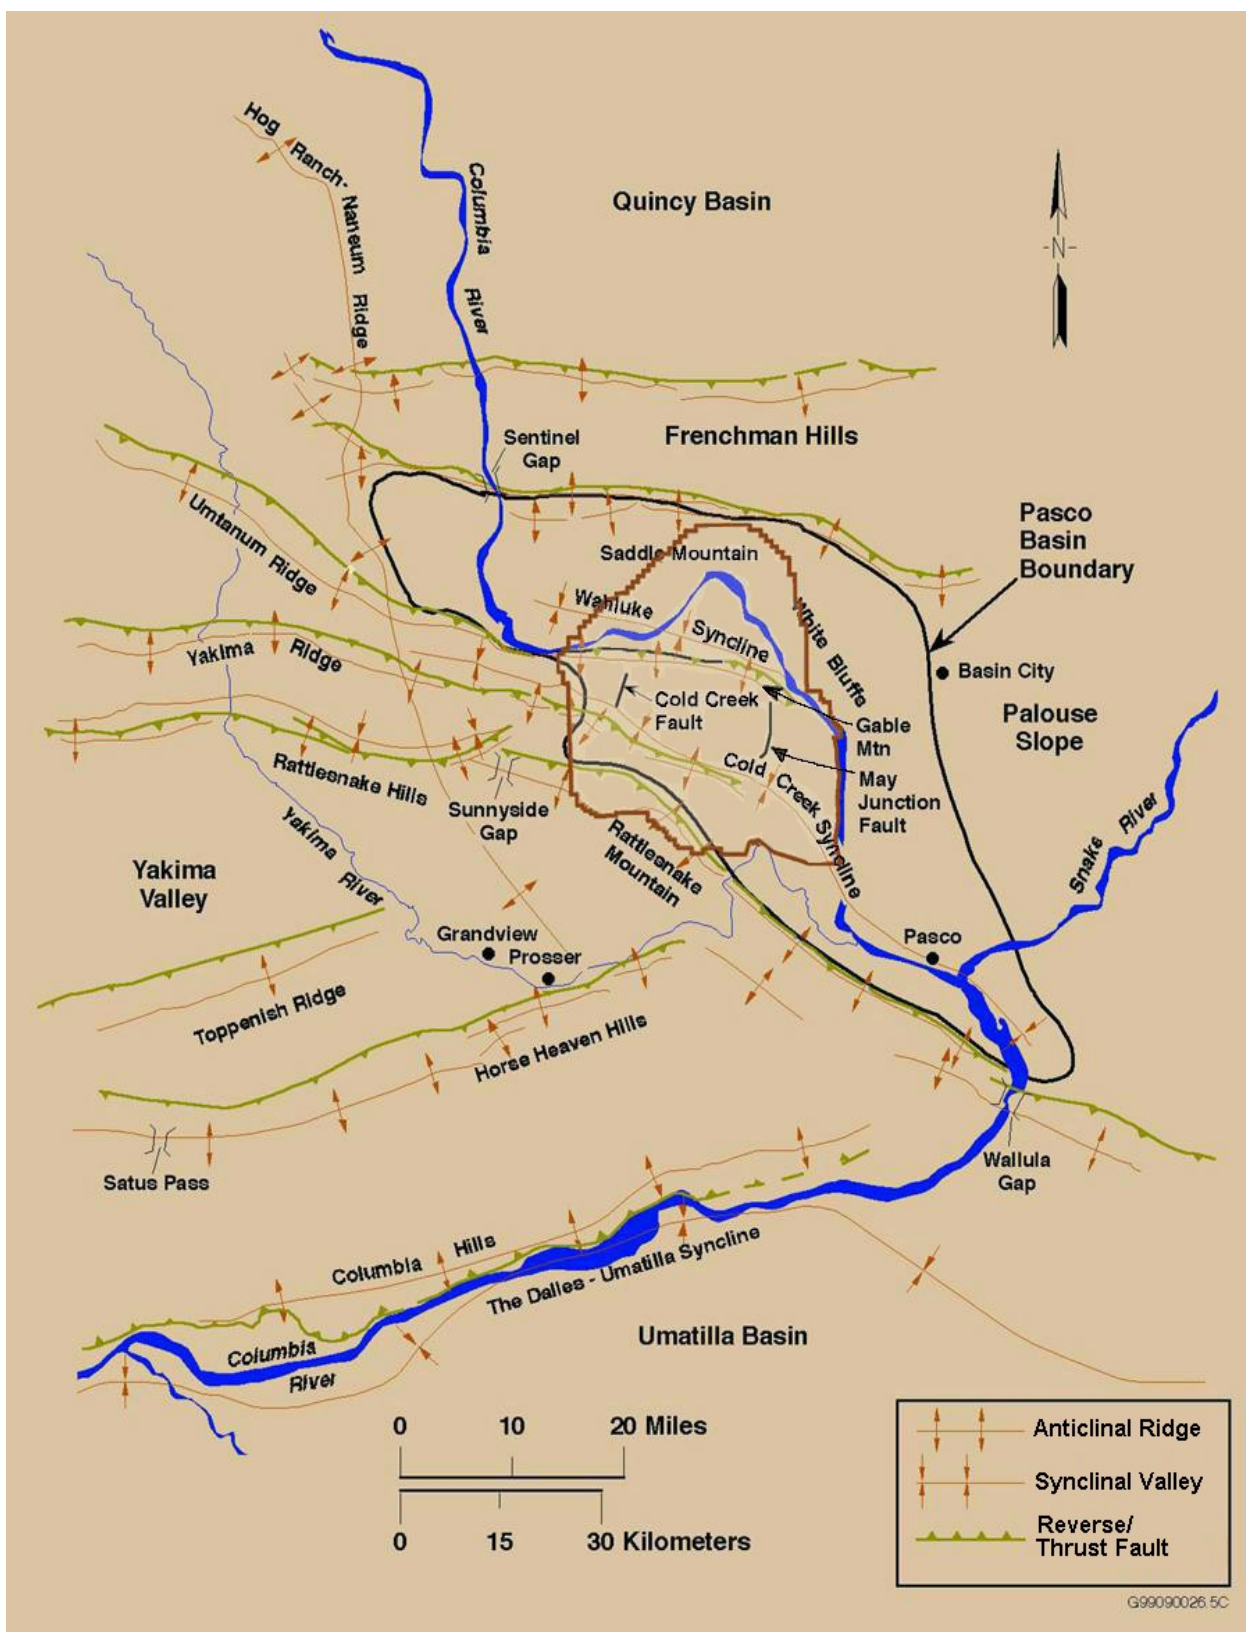 Hog Ranch-Naneum Ridge
Columbia
River
Quincy Basin
-N-
Sentinel
Gap
Frenchman Hills
Pasco
Basin
Boundary
Umtanum Ridge
Saddle Mountain
Wahluke
Syncline
White Bluffs
Yakima
Ridge
Basin City
Palouse
Slope
Cold Creek
Fault
Gable
Mtn
May
Junction
Fault
Cold Creek Syncline
Rattlesnake Hills
Sunnyside
Gap
Rattlesnake
Mountain
Yakima
River
Snake
River
Yakima
Valley
Grandview
Prosser
Pasco
Toppenish Ridge
Horse Heaven Hills
Satus Pass
Wallula
Gap
Columbia
Hills
The Dalles - Umatilla Syncline
Columbia
River
Umatilla Basin
0 10 20 Miles
0 15 30 Kilometers
Anticlinal Ridge
Synclinal Valley
Reverse/
Thrust Fault
G99090026.5C